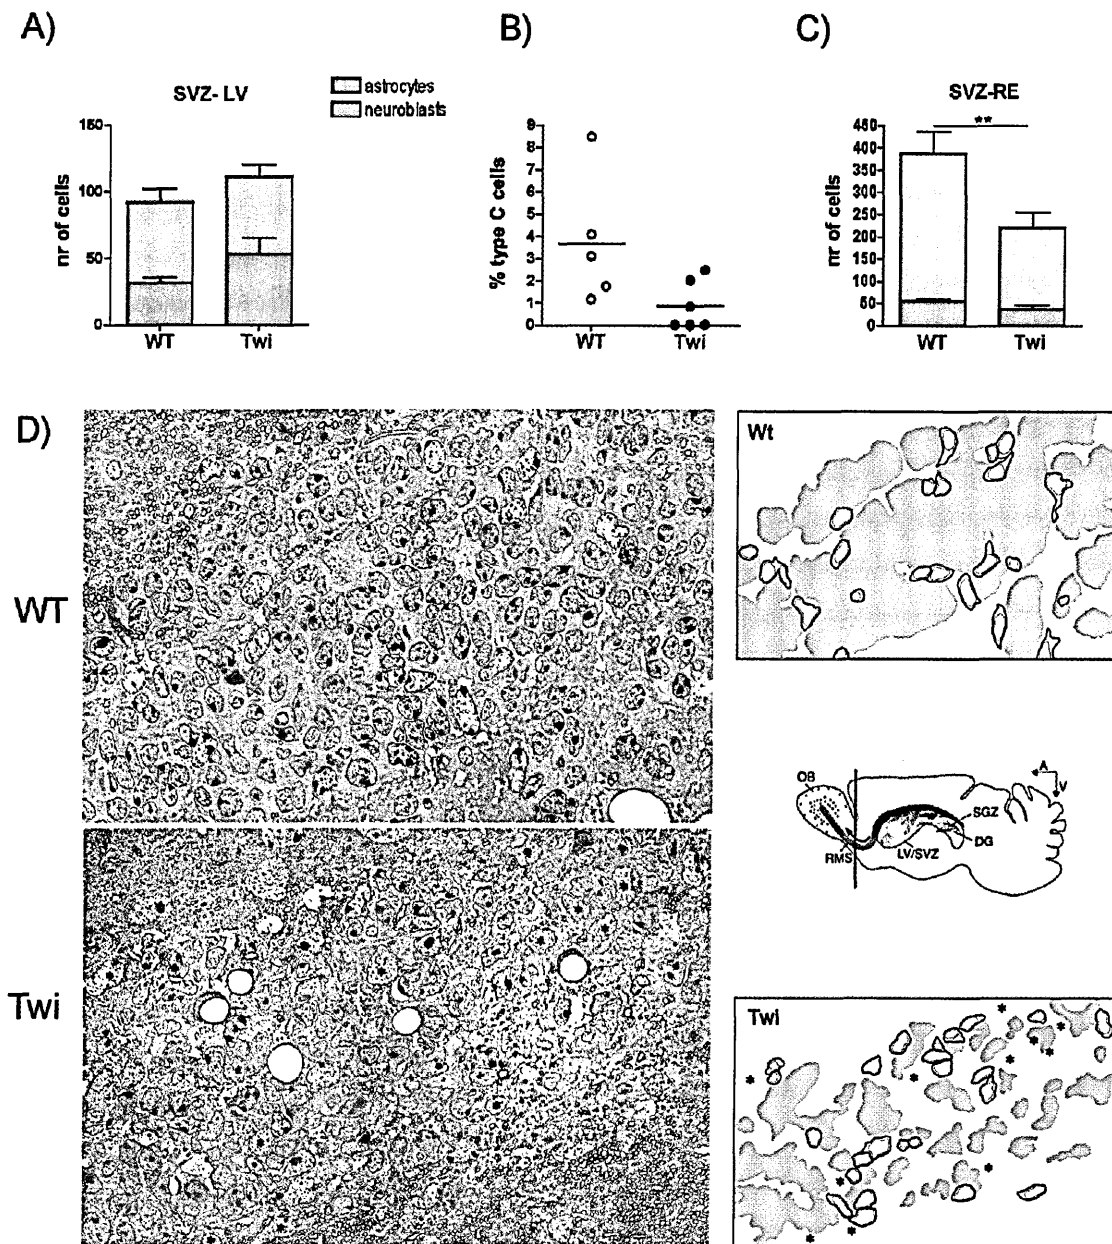 A)
B)
C)
SVZ- LV
astrocytes
neuroblasts
nr of cells
150
100
50
0
WT
Twi
% type C cells
9
8
7
6
5
4
3
2
1
0
WT
Twi
SVZ-RE
**
nr of cells
450
400
350
300
250
200
150
100
50
0
WT
Twi
D)
WT
Wt
OB
RMS
LV/SVZ
SGZ
DG
A
V
Twi
Twi